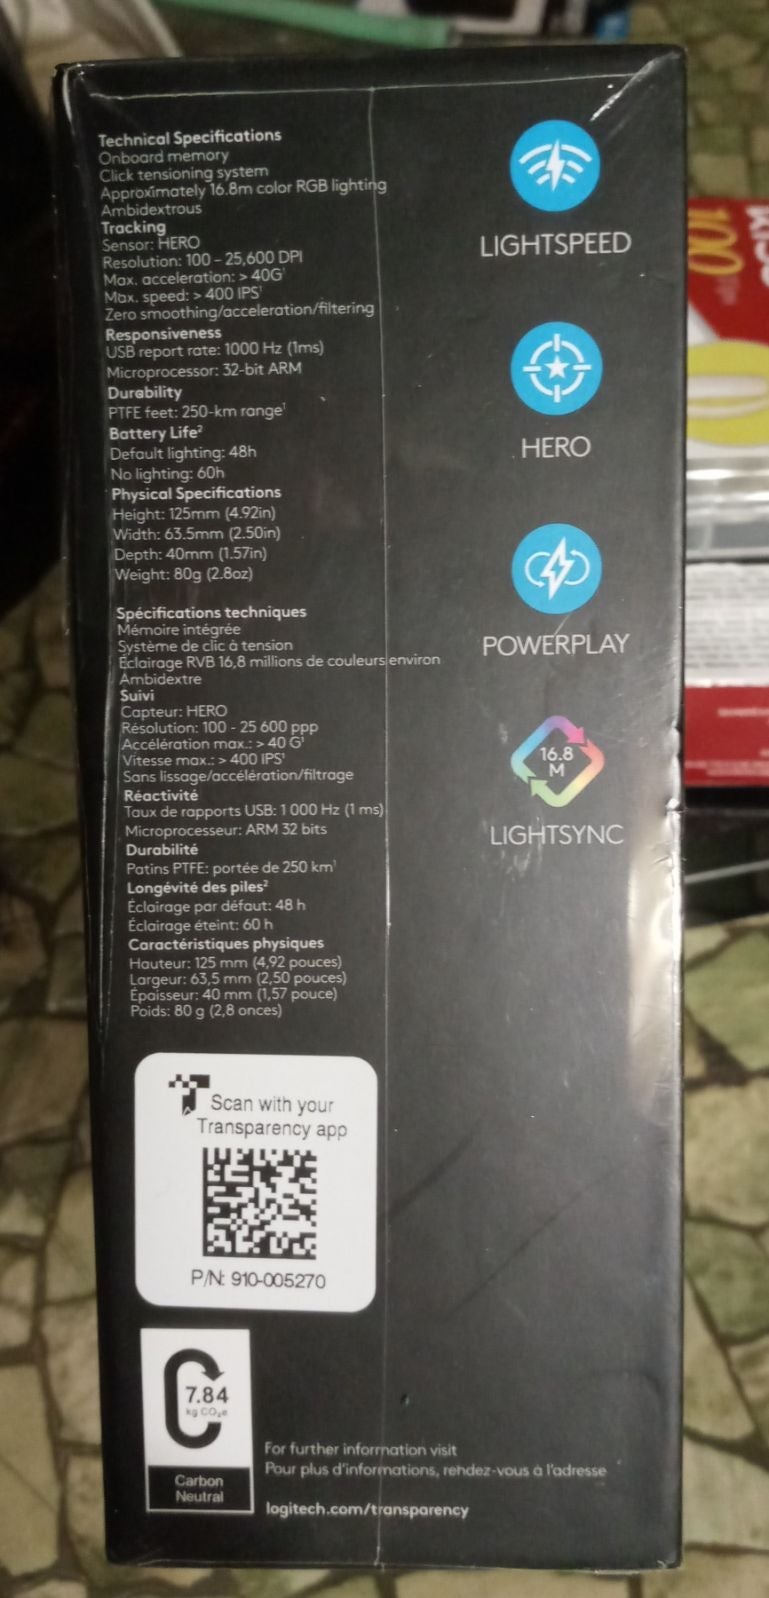 Technical Specifications
Onboard memory
Click tensioning system
Approximately 16.8m color RGB lighting
Ambidextrous
Tracking
Sensor: HERO
Resolution: 100 – 25,600 DPI
Max. acceleration: > 40G¹
Max. speed: > 400 IPS¹
Zero smoothing/acceleration/filtering
Responsiveness
USB report rate: 1000 Hz (1ms)
Microprocessor: 32-bit ARM
Durability
PTFE feet: 250-km range¹
Battery Life²
Default lighting: 48h
No lighting: 60h
Physical Specifications
Height: 125mm (4.92in)
Width: 63.5mm (2.50in)
Depth: 40mm (1.57in)
Weight: 80g (2.8oz)
Spécifications techniques
Mémoire intégrée
Système de clic à tension
Éclairage RVB 16,8 millions de couleurs environ
Ambidextre
Suivi
Capteur: HERO
Résolution: 100 - 25 600 ppp
Accélération max.: > 40 G¹
Vitesse max.: > 400 IPS¹
Sans lissage/accélération/filtrage
Réactivité
Taux de rapports USB: 1 000 Hz (1 ms)
Microprocesseur: ARM 32 bits
Durabilité
Patins PTFE: portée de 250 km¹
Longévité des piles²
Éclairage par défaut: 48 h
Éclairage éteint: 60 h
Caractéristiques physiques
Hauteur: 125 mm (4,92 pouces)
Largeur: 63,5 mm (2,50 pouces)
Épaisseur: 40 mm (1,57 pouce)
Poids: 80 g (2,8 onces)
LIGHTSPEED
HERO
POWERPLAY
16.8
M
LIGHTSYNC
Scan with your
Transparency app
P/N: 910-005270
7.84
kg CO₂e
Carbon
Neutral
For further information visit
Pour plus d'informations, rendez-vous à l'adresse
logitech.com/transparency
100